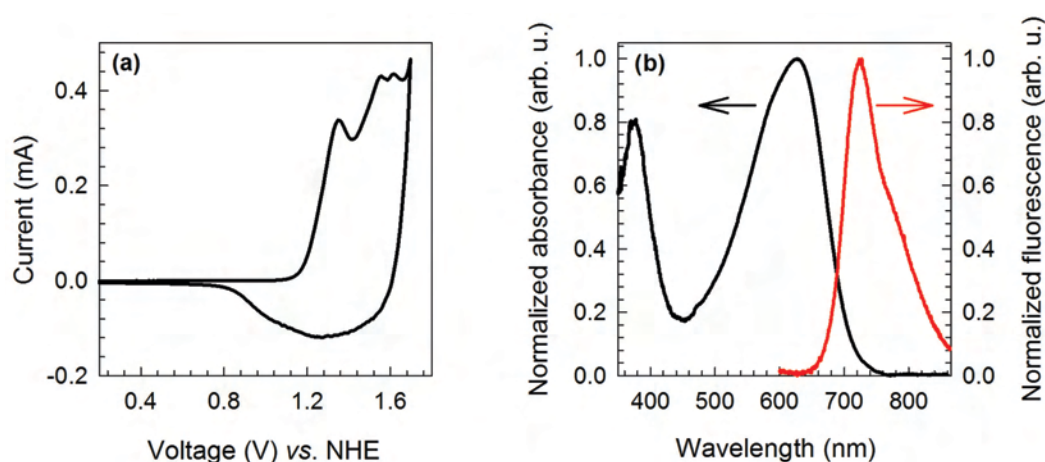 (a)
0.4
0.2
0.0
-0.2
Current (mA)
0.4 0.8 1.2 1.6
Voltage (V) vs. NHE
(b)
1.0
0.8
0.6
0.4
0.2
0.0
Normalized absorbance (arb. u.)
400 500 600 700 800
Wavelength (nm)
1.0
0.8
0.6
0.4
0.2
0.0
Normalized fluorescence (arb. u.)